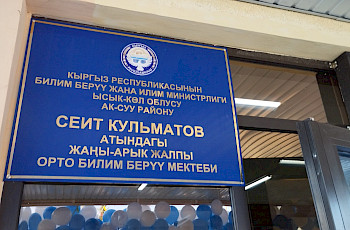 КЫРГЫЗ РЕСПУБЛИКАСЫНЫН
БИЛИМ БЕРҮҮ ЖАНА ИЛИМ МИНИСТРЛИГИ
ЫСЫК-КӨЛ ОБЛУСУ
АК-СУУ РАЙОНУ
СЕИТ КУЛЬМАТОВ
АТЫНДАГЫ
ЖАҢЫ-АРЫК ЖАЛПЫ
ОРТО БИЛИМ БЕРҮҮ МЕКТЕБИ